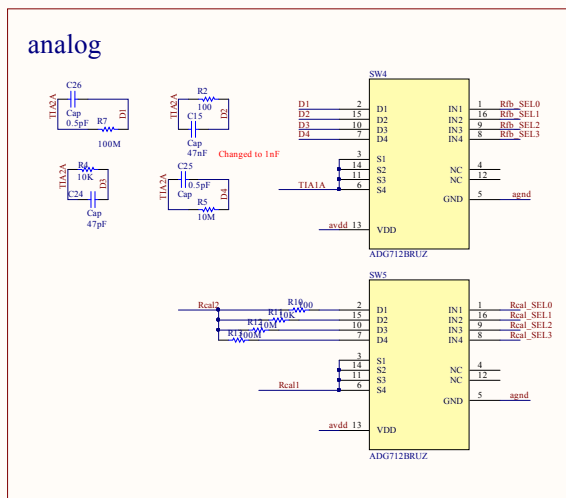 analog
C26
Cap
0.5pF
R7
100M
TIA2A
D1
R2
100
C15
Cap
47nF
TIA2A
D2
Changed to 1nF
R4
10K
C24
Cap
47pF
TIA2A
D3
C25
0.5pF
Cap
R5
10M
TIA2A
D4
SW4
D1 2 D1 IN1 1 Rfb_SEL0
D2 15 D2 IN2 16 Rfb_SEL1
D3 10 D3 IN3 9 Rfb_SEL2
D4 7 D4 IN4 8 Rfb_SEL3
3 S1
14 S2 NC 4
11 S3 NC 12
TIA1A 6 S4
GND 5 agnd
avdd 13 VDD
ADG712BRUZ
SW5
Rcal2 R10 100 2 D1 IN1 1 Rcal_SEL0
R11 10K 15 D2 IN2 16 Rcal_SEL1
R12 10M 10 D3 IN3 9 Rcal_SEL2
R13 100M 7 D4 IN4 8 Rcal_SEL3
3 S1
14 S2 NC 4
11 S3 NC 12
Rcal1 6 S4
GND 5 agnd
avdd 13 VDD
ADG712BRUZ